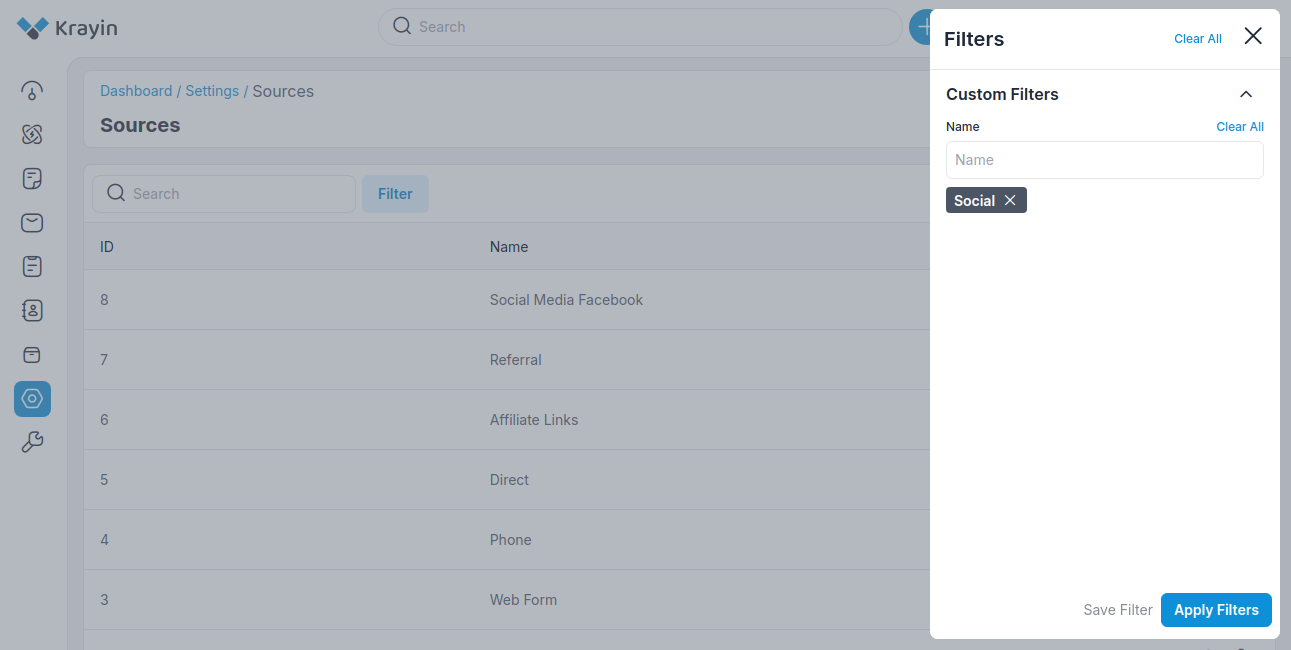 Krayin
Search
Dashboard / Settings / Sources
Sources
Search
Filter
ID Name
8 Social Media Facebook
7 Referral
6 Affiliate Links
5 Direct
4 Phone
3 Web Form
Filters
Clear All
Custom Filters
Name
Clear All
Name
Social
Save Filter
Apply Filters